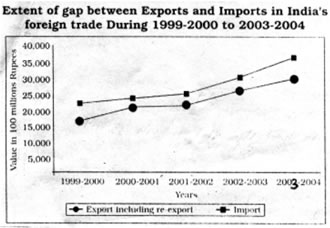 Extent of gap between Exports and Imports in India's
foreign trade During 1999-2000 to 2003-2004
Value in 100 millions Rupees
40,000
35,000
30,000
25,000
20,000
15,000
10,000
5,000
1999-2000 2000-2001 2001-2002 2002-2003 2003-2004
3
Years
Export including re-export Import